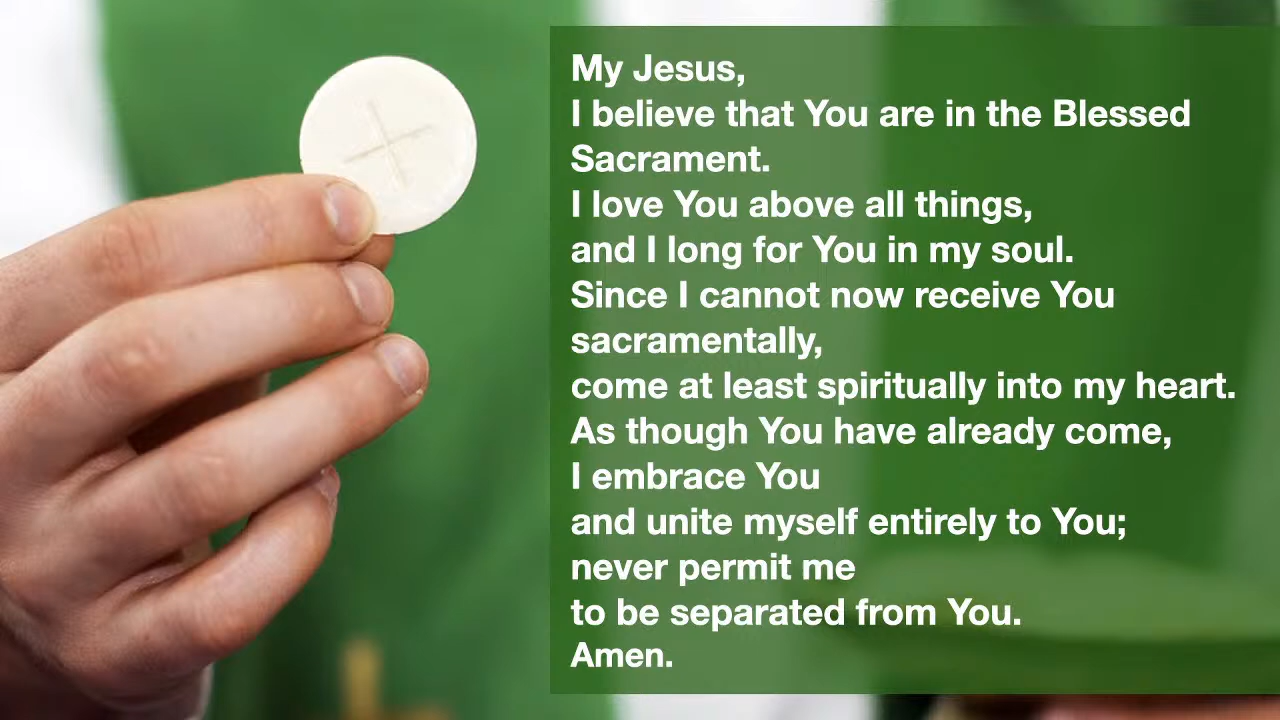 My Jesus,
I believe that You are in the Blessed
Sacrament.
I love You above all things,
and I long for You in my soul.
Since I cannot now receive You
sacramentally,
come at least spiritually into my heart.
As though You have already come,
I embrace You
and unite myself entirely to You;
never permit me
to be separated from You.
Amen.